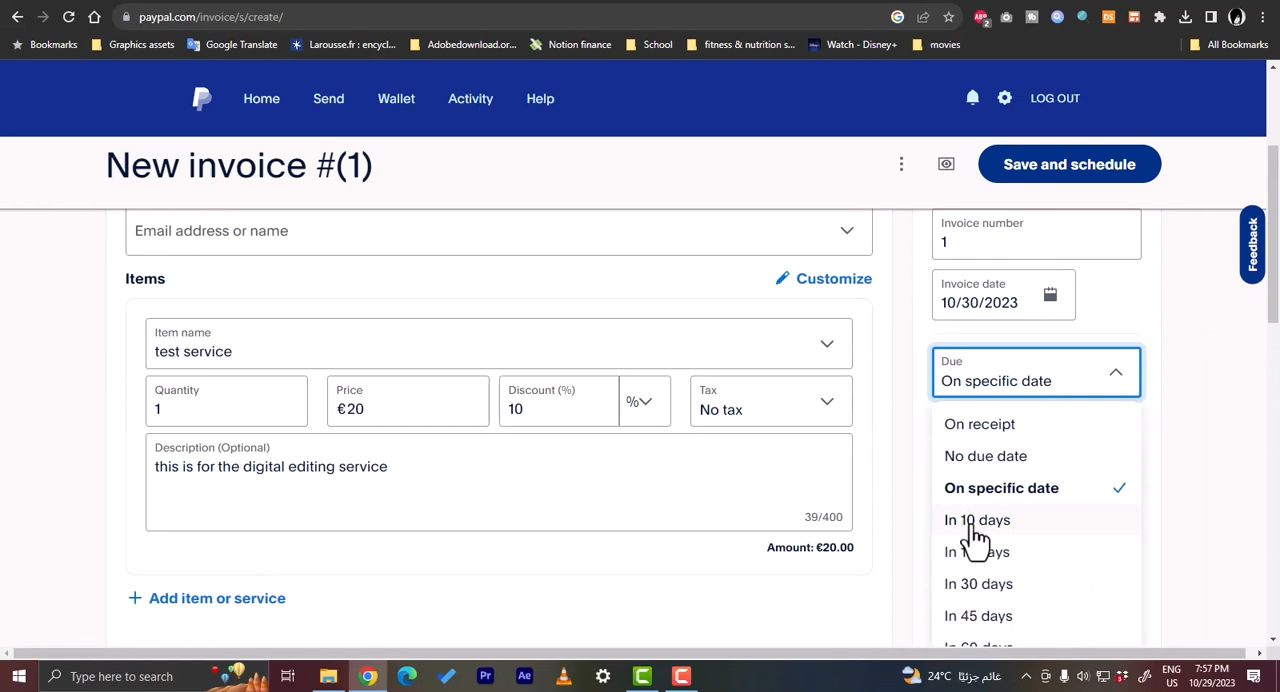 paypal.com/invoice/s/create/
2
Bookmarks
Graphics assets
Google Translate
Larousse.fr : encycl...
Adobedownload.or...
Notion finance
School
fitness & nutrition s...
Watch - Disney+
movies
All Bookmarks
Home
Send
Wallet
Activity
Help
LOG OUT
New invoice #(1)
Save and schedule
Feedback
Email address or name
Invoice number
1
Items
Customize
Invoice date
10/30/2023
Item name
test service
Due
On specific date
Quantity
1
Price
€20
Discount (%)
10
%
Tax
No tax
On receipt
No due date
On specific date
In 10 days
Description (Optional)
this is for the digital editing service
39/400
Amount: €20.00
In 30 days
In 45 days
Add item or service
Type here to search
Pr
Ae
24°C
غائم جزئيًا
ENG
US
7:57 PM
10/29/2023